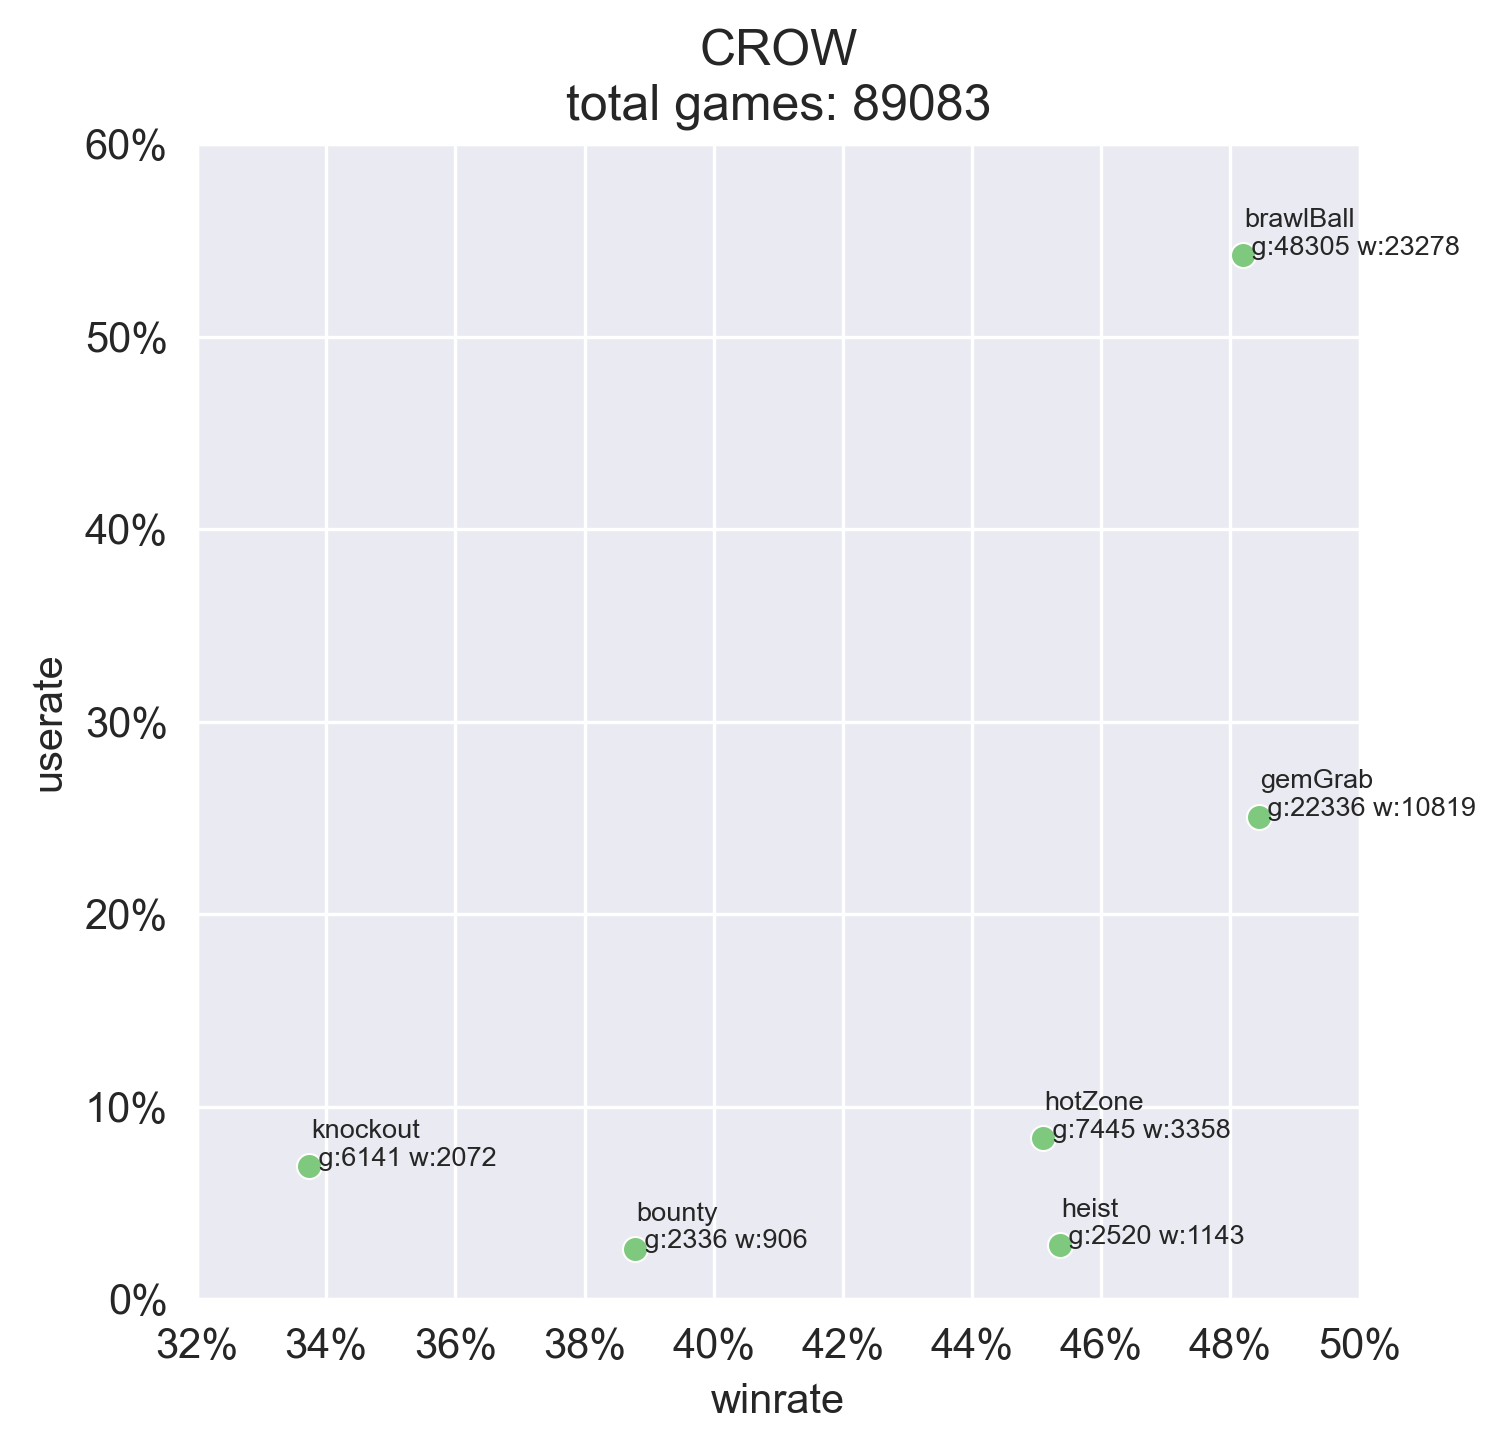 CROW
total games: 89083
60%
50%
40%
30%
20%
10%
0%
userate
brawlBall
g:48305 w:23278
gemGrab
g:22336 w:10819
hotZone
g:7445 w:3358
knockout
g:6141 w:2072
heist
g:2520 w:1143
bounty
g:2336 w:906
32% 34% 36% 38% 40% 42% 44% 46% 48% 50%
winrate